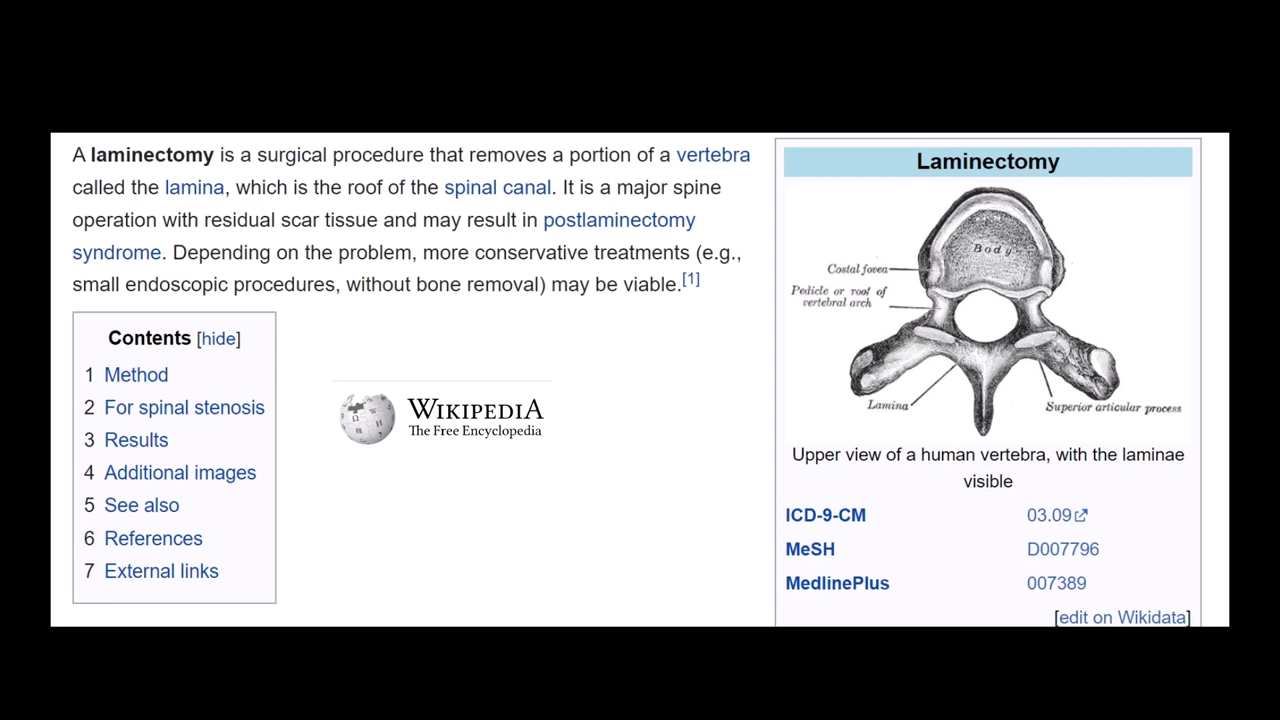 A laminectomy is a surgical procedure that removes a portion of a vertebra
called the lamina, which is the roof of the spinal canal. It is a major spine
operation with residual scar tissue and may result in postlaminectomy
syndrome. Depending on the problem, more conservative treatments (e.g.,
small endoscopic procedures, without bone removal) may be viable.[1]
Contents [hide]
1 Method
2 For spinal stenosis
3 Results
4 Additional images
5 See also
6 References
7 External links
WIKIPEDIA
The Free Encyclopedia
Laminectomy
Body
Costal fovea
Pedicle or root of
vertebral arch
Lamina
Superior articular process
Upper view of a human vertebra, with the laminae
visible
ICD-9-CM 03.09
MeSH D007796
MedlinePlus 007389
[edit on Wikidata]